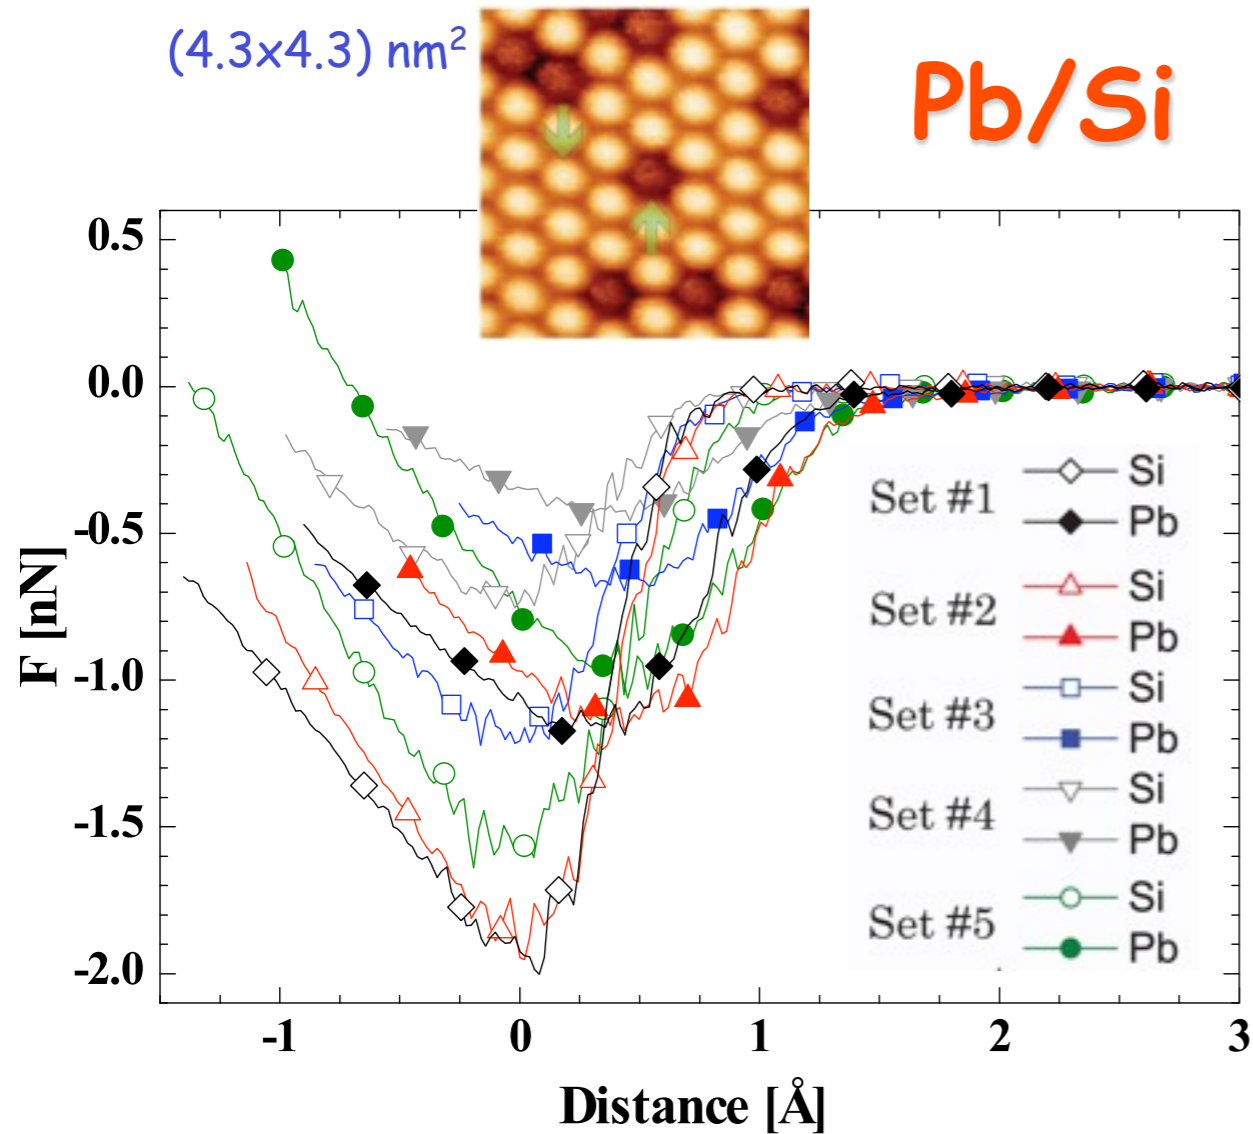 (4.3x4.3) nm²
Pb/Si
0.5
0.0
-0.5
-1.0
-1.5
-2.0
F [nN]
Set #1
Si
Pb
Set #2
Si
Pb
Set #3
Si
Pb
Set #4
Si
Pb
Set #5
Si
Pb
-1 0 1 2 3
Distance [Å]